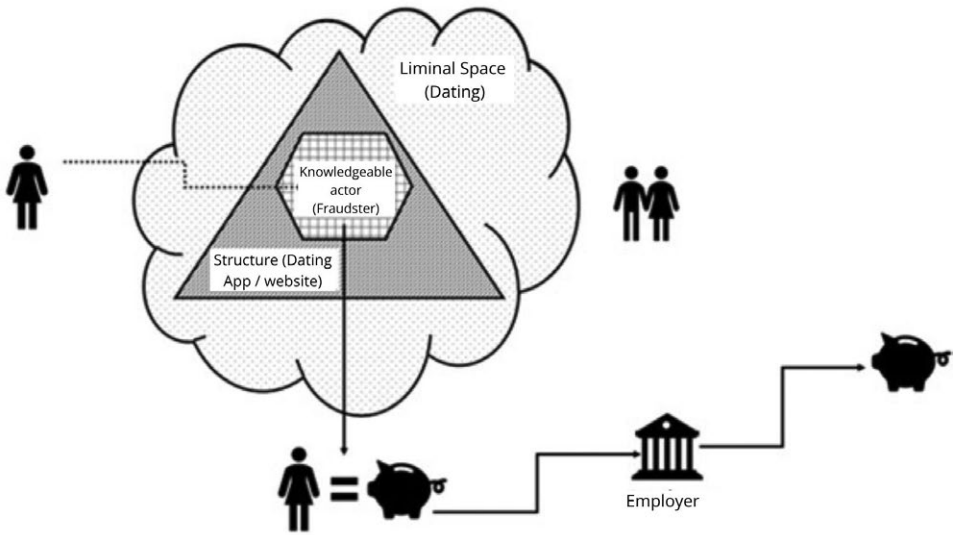 Liminal Space
(Dating)
Knowledgeable
actor
(Fraudster)
Structure (Dating
App / website)
Employer